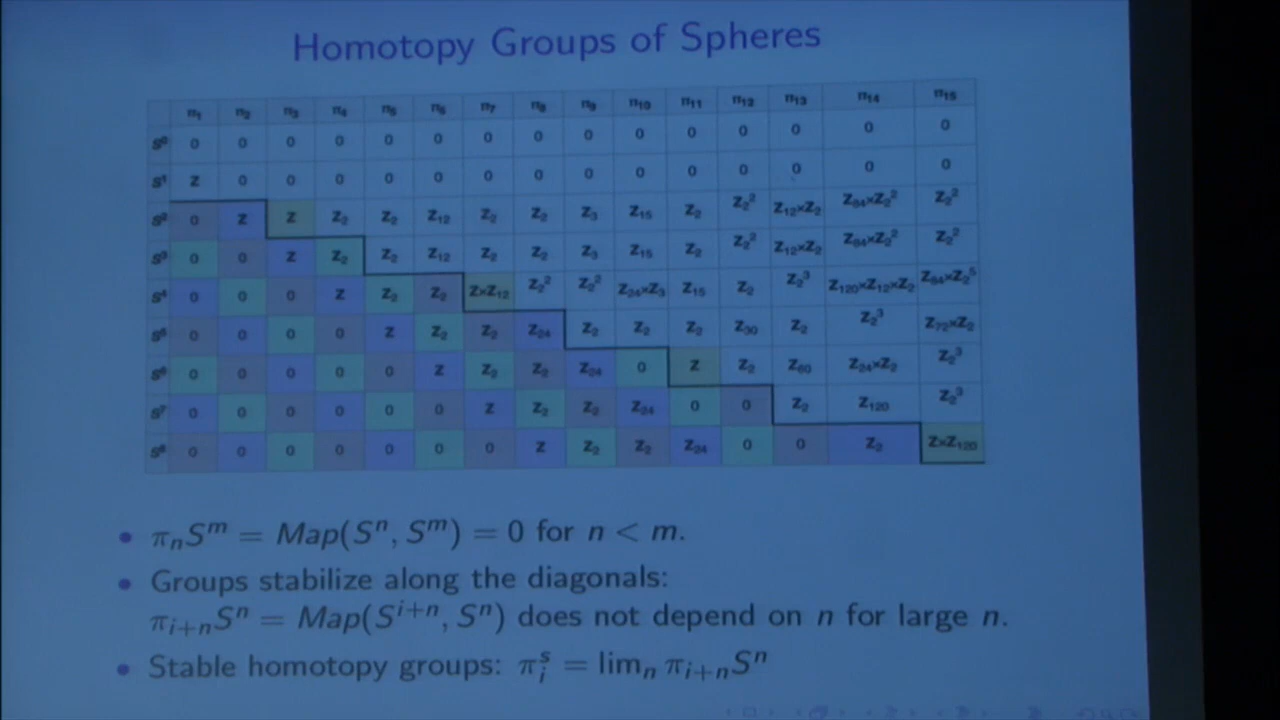 Homotopy Groups of Spheres
π₁ π₂ π₃ π₄ π₅ π₆ π₇ π₈ π₉ π₁₀ π₁₁ π₁₂ π₁₃ π₁₄ π₁₅
S⁰ 0 0 0 0 0 0 0 0 0 0 0 0 0 0 0
S¹ Z 0 0 0 0 0 0 0 0 0 0 0 0 0 0
S² 0 Z Z Z₂ Z₂ Z₁₂ Z₂ Z₂ Z₃ Z₁₅ Z₂ Z₂² Z₁₂×Z₂ Z₈₄×Z₂² Z₂²
S³ 0 0 Z Z₂ Z₂ Z₁₂ Z₂ Z₂ Z₃ Z₁₅ Z₂ Z₂² Z₁₂×Z₂ Z₈₄×Z₂² Z₂²
S⁴ 0 0 0 Z Z₂ Z₂ Z×Z₁₂ Z₂² Z₂² Z₂₄×Z₃ Z₁₅ Z₂ Z₂³ Z₁₂₀×Z₁₂×Z₂ Z₈₄×Z₂⁵
S⁵ 0 0 0 0 Z Z₂ Z₂ Z₂₄ Z₂ Z₂ Z₂ Z₃₀ Z₂ Z₂³ Z₇₂×Z₂
S⁶ 0 0 0 0 0 Z Z₂ Z₂ Z₂₄ 0 Z Z₂ Z₆₀ Z₂₄×Z₂ Z₂³
S⁷ 0 0 0 0 0 0 Z Z₂ Z₂ Z₂₄ 0 0 Z₂ Z₁₂₀ Z₂³
S⁸ 0 0 0 0 0 0 0 Z Z₂ Z₂ Z₂₄ 0 0 Z₂ Z×Z₁₂₀
• πₙSᵐ = Map(Sⁿ, Sᵐ) = 0 for n < m.
• Groups stabilize along the diagonals:
πᵢ₊ₙSⁿ = Map(Sⁱ⁺ⁿ, Sⁿ) does not depend on n for large n.
• Stable homotopy groups: πᵢˢ = limₙ πᵢ₊ₙSⁿ